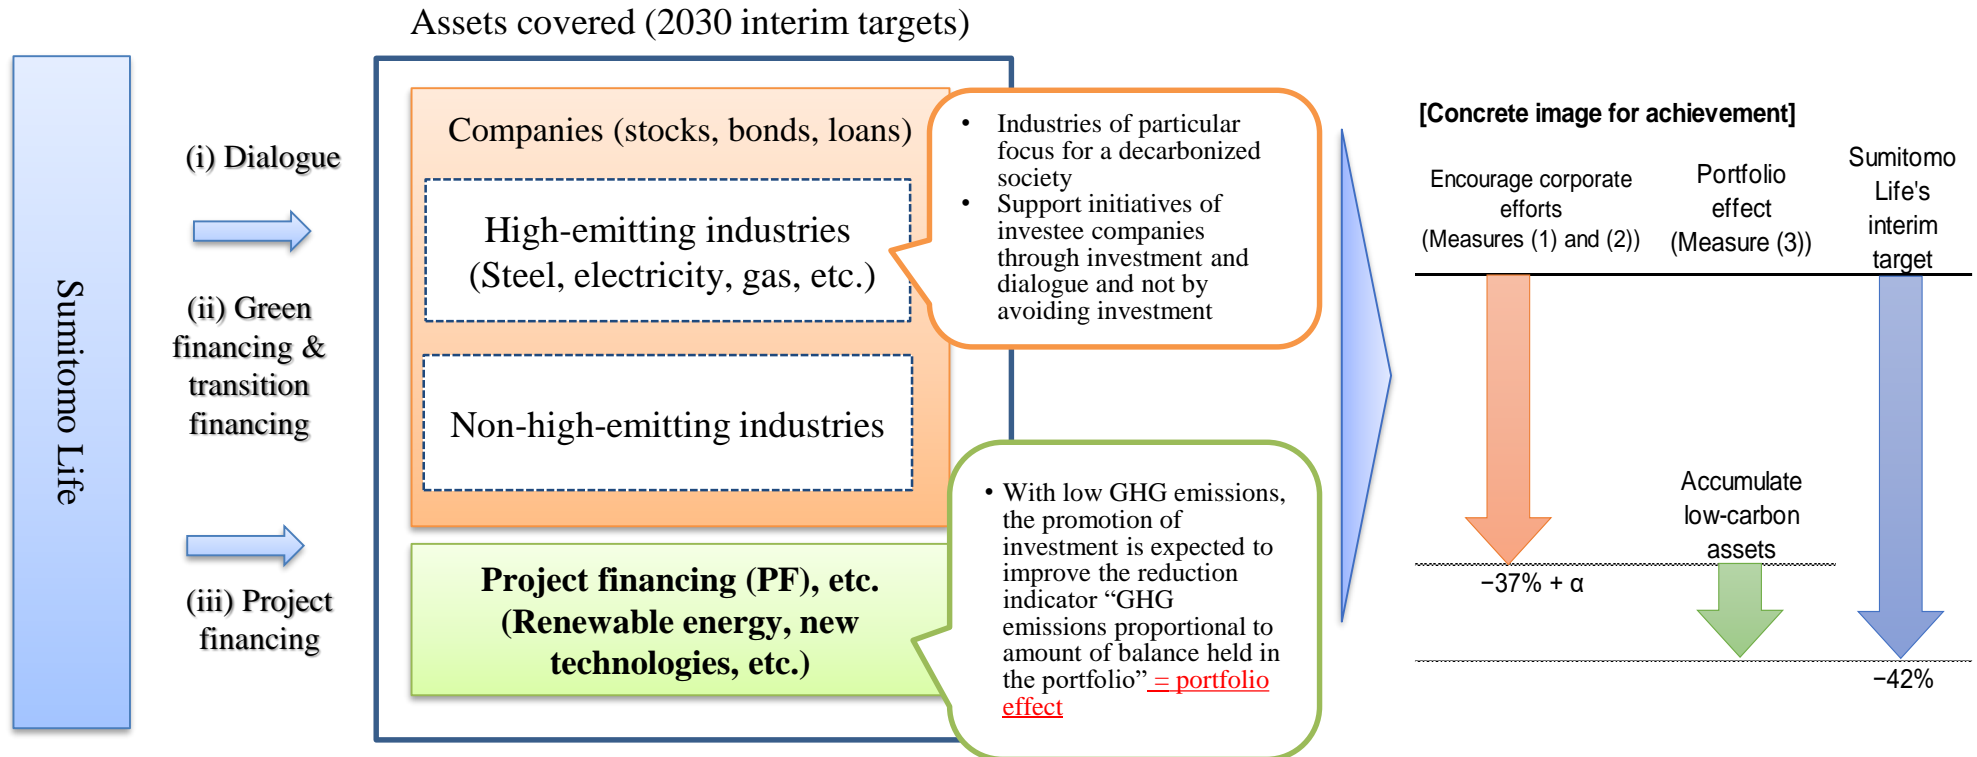 Assets covered (2030 interim targets)
Sumitomo Life
(i) Dialogue
(ii) Green
financing &
transition
financing
(iii) Project
financing
Companies (stocks, bonds, loans)
High-emitting industries
(Steel, electricity, gas, etc.)
Non-high-emitting industries
Project financing (PF), etc.
(Renewable energy, new
technologies, etc.)
• Industries of particular
focus for a decarbonized
society
• Support initiatives of
investee companies
through investment and
dialogue and not by
avoiding investment
• With low GHG emissions,
the promotion of
investment is expected to
improve the reduction
indicator “GHG
emissions proportional to
amount of balance held in
the portfolio” = portfolio
effect
[Concrete image for achievement]
Encourage corporate
efforts
(Measures (1) and (2))
Portfolio
effect
(Measure (3))
Sumitomo
Life's
interim
target
Accumulate
low-carbon
assets
−37% + α
−42%